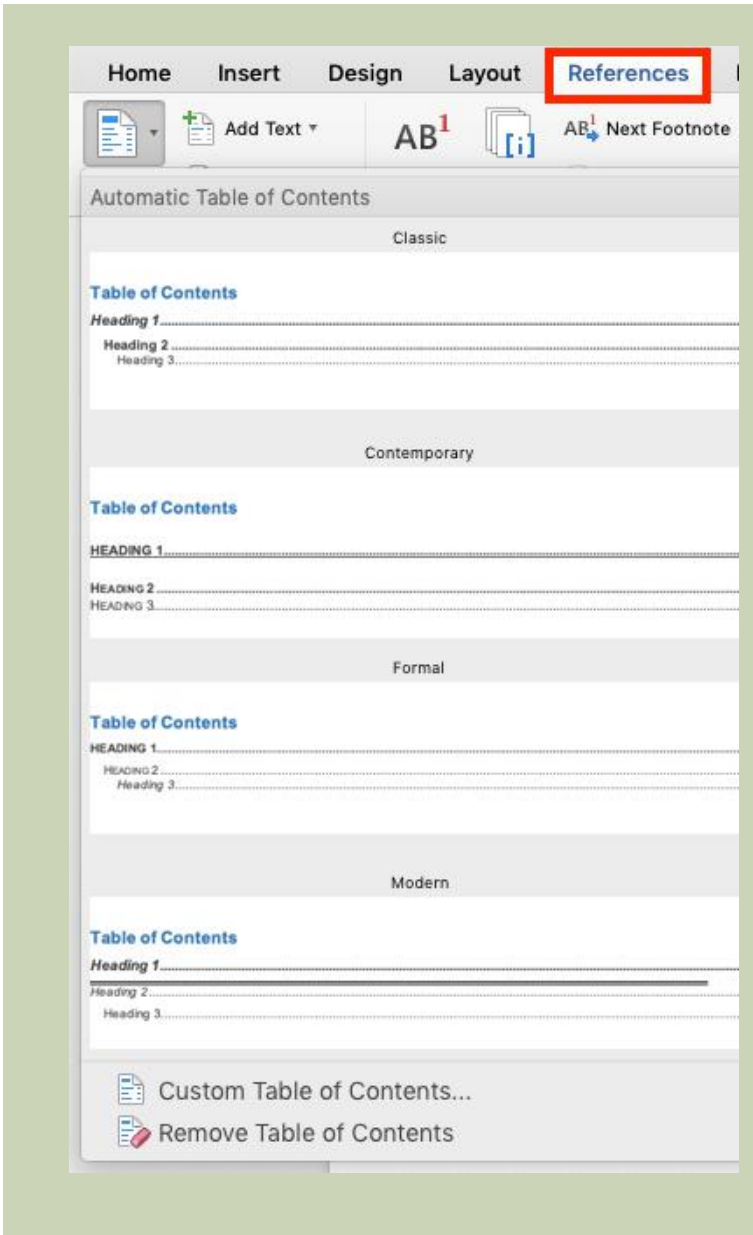 Home Insert Design Layout References
Add Text AB1 [i] AB1 Next Footnote
Automatic Table of Contents
Classic
Table of Contents
Heading 1
Heading 2
Heading 3
Contemporary
Table of Contents
HEADING 1
HEADING 2
HEADING 3
Formal
Table of Contents
HEADING 1
HEADING 2
Heading 3
Modern
Table of Contents
Heading 1
Heading 2
Heading 3
Custom Table of Contents...
Remove Table of Contents